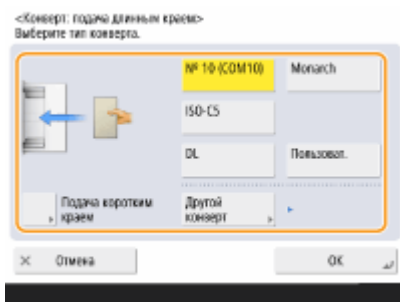 <Конверт: подача длинным краем>
Выберите тип конверта.
№ 10 (COM10)
Monarch
ISO-C5
DL
Пользоват.
Подача коротким
краем
Другой
конверт
Отмена
OK